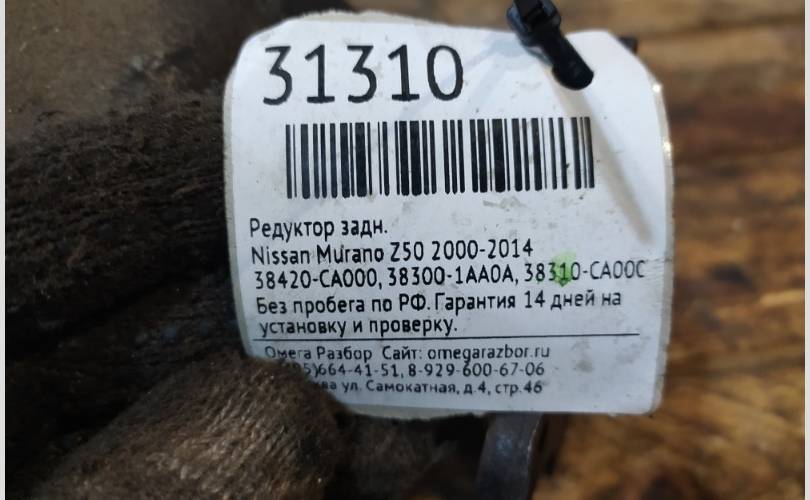 31310
Редуктор задн.
Nissan Murano Z50 2000-2014
38420-CA000, 38300-1AA0A, 38310-CA00C
Без пробега по РФ. Гарантия 14 дней на
установку и проверку.
Омега Разбор Сайт: omegarazbor.ru
664-41-51, 8-929-600-67-06
ул. Самокатная, д.4, стр.46